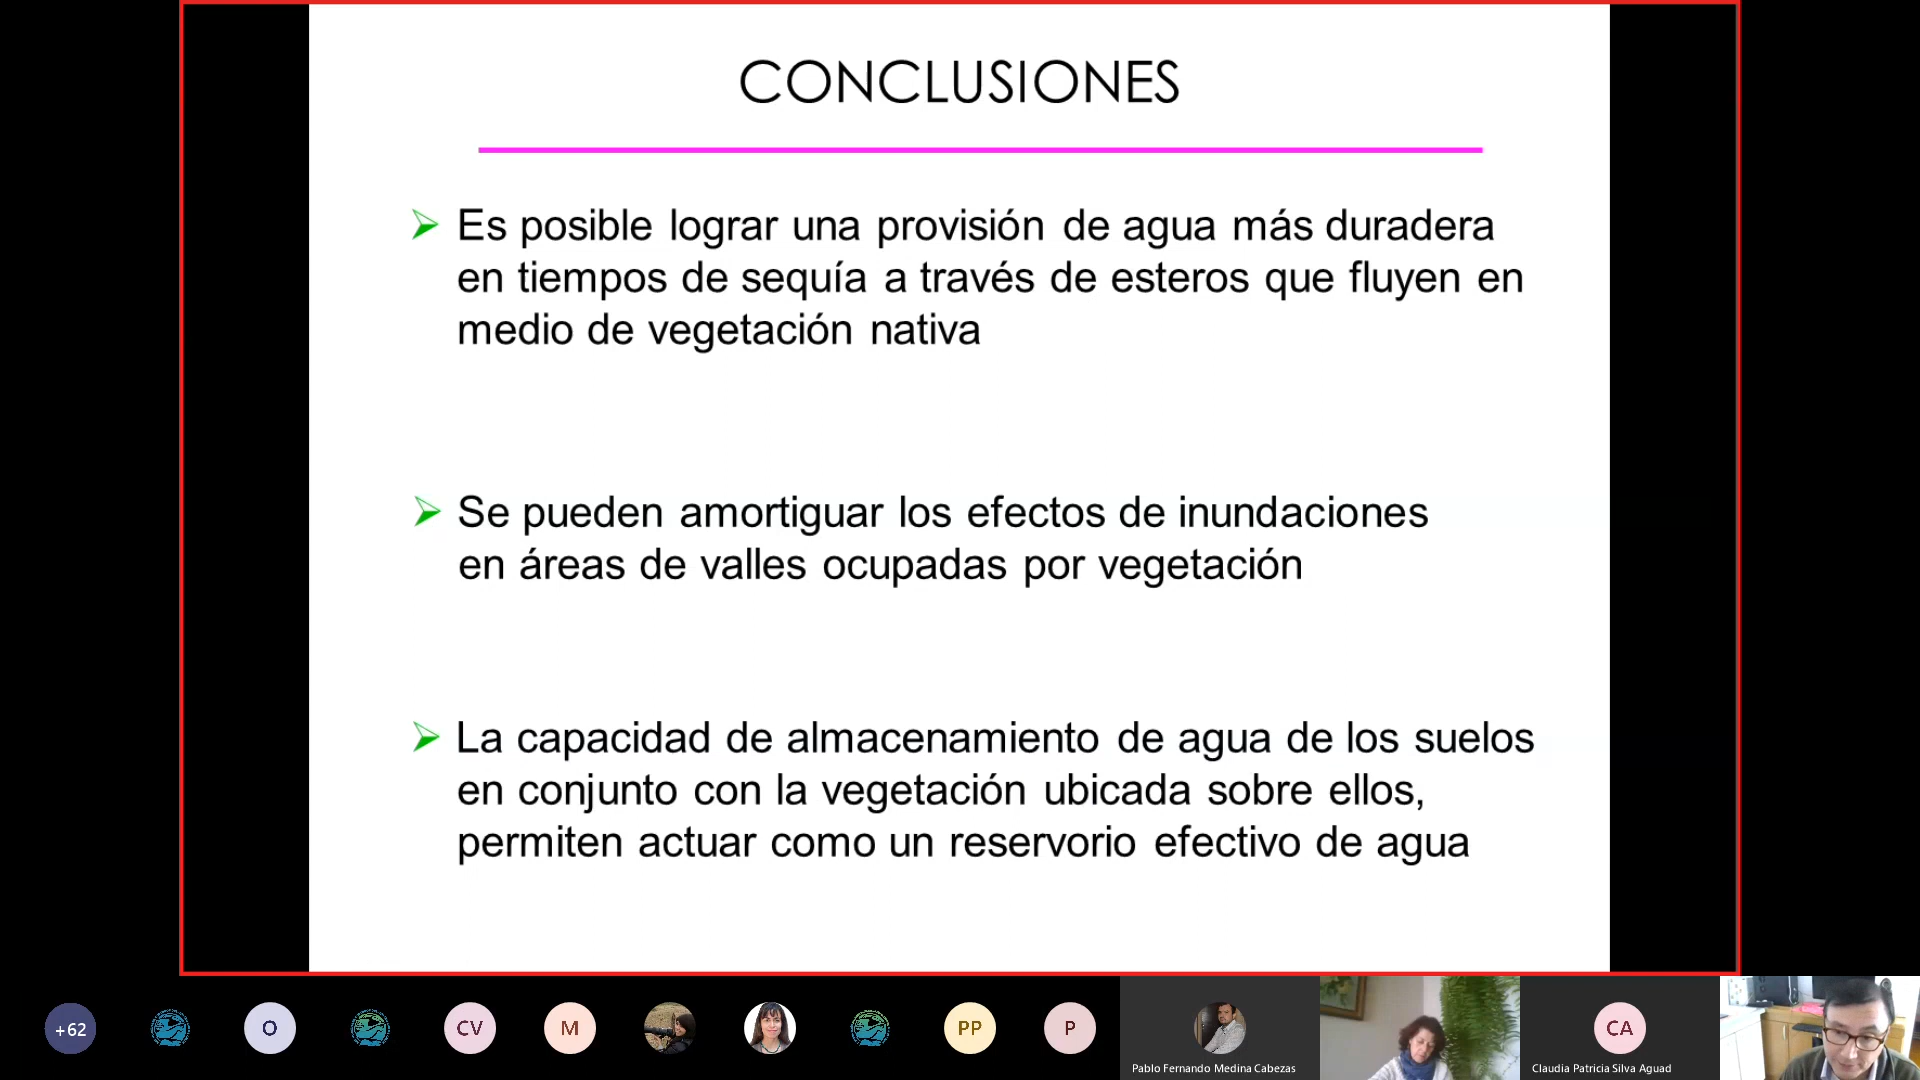 CONCLUSIONES
Es posible lograr una provisión de agua más duradera
en tiempos de sequía a través de esteros que fluyen en
medio de vegetación nativa
Se pueden amortiguar los efectos de inundaciones
en áreas de valles ocupadas por vegetación
La capacidad de almacenamiento de agua de los suelos
en conjunto con la vegetación ubicada sobre ellos,
permiten actuar como un reservorio efectivo de agua
+62
O
CV
M
PP
P
Pablo Fernando Medina Cabezas
CA
Claudia Patricia Silva Aguad